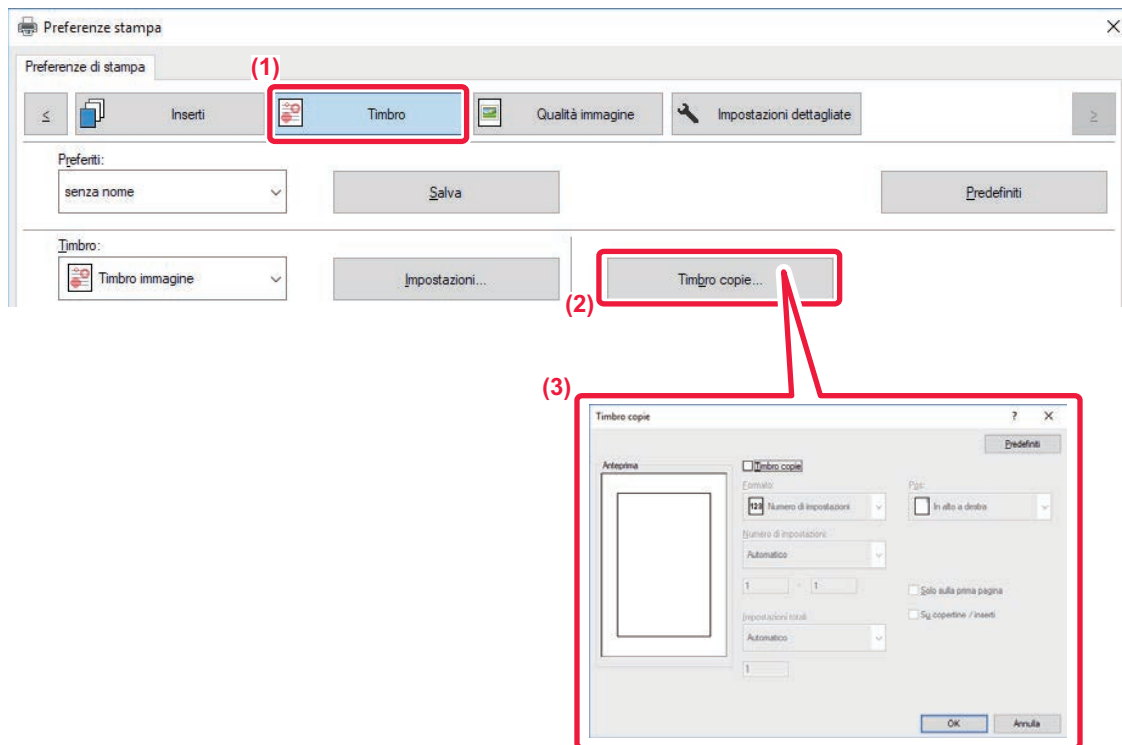 Preferenze stampa
Preferenze di stampa
(1)
≤
Inserti
Timbro
Qualità immagine
Impostazioni dettagliate
≥
Preferiti:
senza nome
Salva
Predefiniti
Timbro:
Timbro immagine
Impostazioni...
Timbro copie...
(2)
(3)
Timbro copie
?
Predefiniti
Anteprima
Timbro copie
Formato:
Pos:
123 Numero di impostazioni
In alto a destra
Numero di impostazioni:
Automatico
1 - 1
Solo sulla prima pagina
Su copertine / inserti
Impostazioni totali:
Automatico
1
OK
Annulla